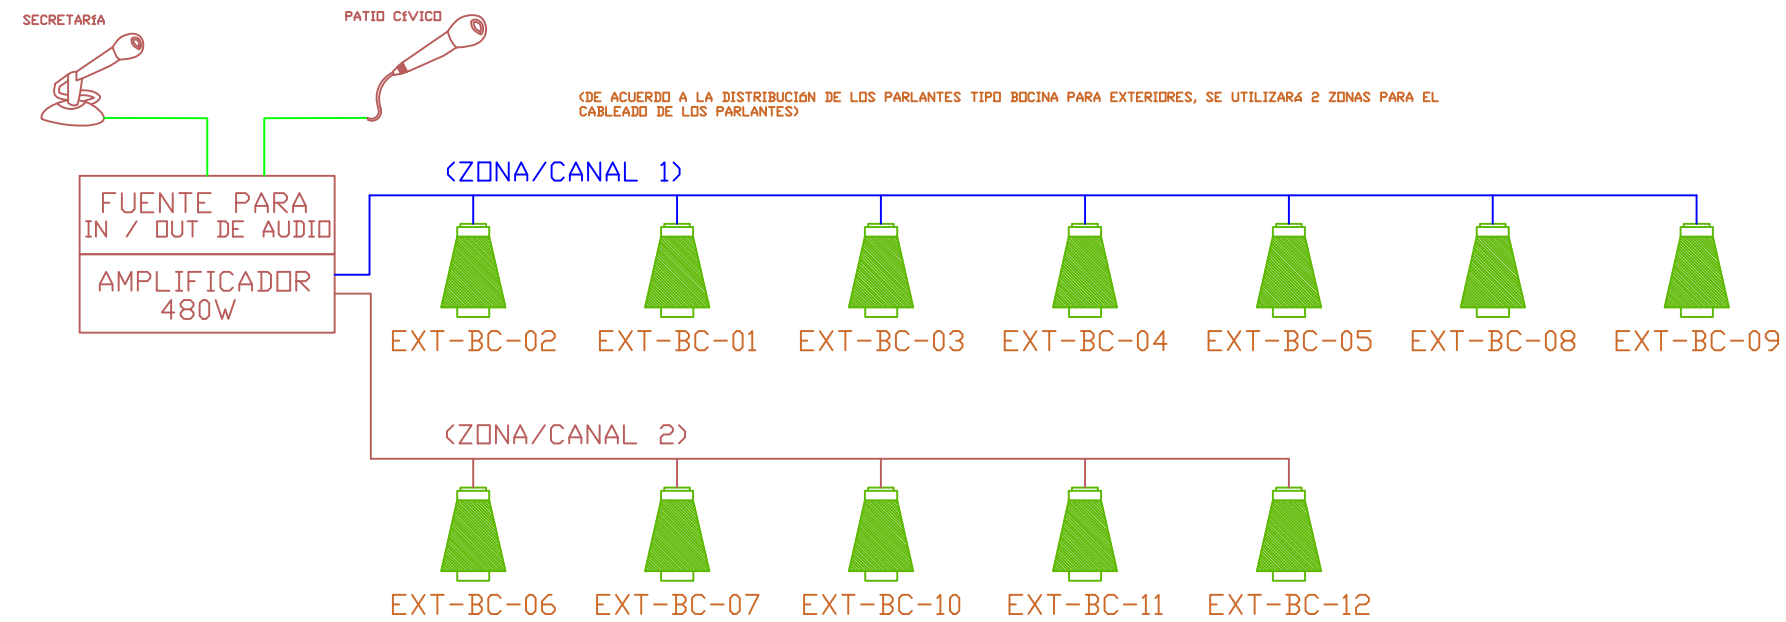 SECRETARíA
PATIO CíVICO
(DE ACUERDO A LA DISTRIBUCIóN DE LOS PARLANTES TIPO BOCINA PARA EXTERIORES, SE UTILIZARá 2 ZONAS PARA EL
CABLEADO DE LOS PARLANTES)
(ZONA/CANAL 1)
FUENTE PARA
IN / OUT DE AUDIO
AMPLIFICADOR
480W
EXT-BC-02
EXT-BC-01
EXT-BC-03
EXT-BC-04
EXT-BC-05
EXT-BC-08
EXT-BC-09
(ZONA/CANAL 2)
EXT-BC-06
EXT-BC-07
EXT-BC-10
EXT-BC-11
EXT-BC-12